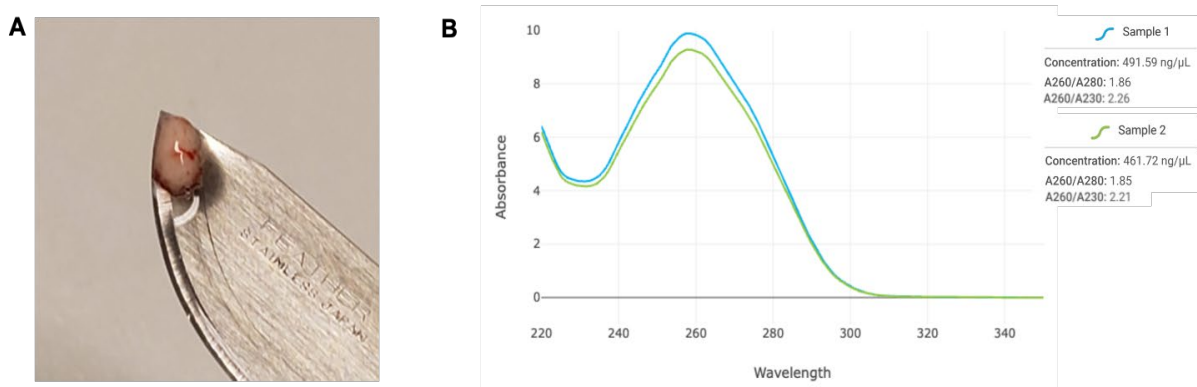 A
FEATHER
STAINLESS JAPAN
B
10
8
6
4
2
0
Absorbance
220 240 260 280 300 320 340
Wavelength
Sample 1
Concentration: 491.59 ng/μL
A260/A280: 1.86
A260/A230: 2.26
Sample 2
Concentration: 461.72 ng/μL
A260/A280: 1.85
A260/A230: 2.21